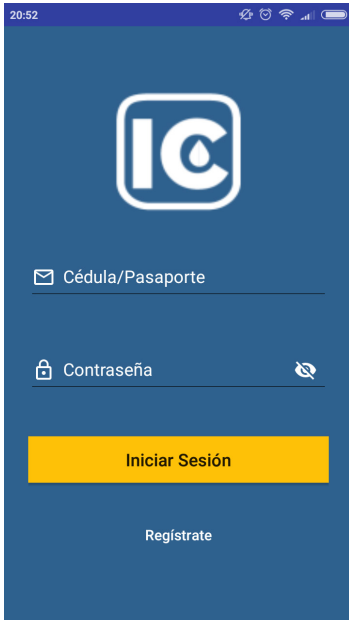 20:52
IC
Cédula/Pasaporte
Contraseña
Iniciar Sesión
Regístrate